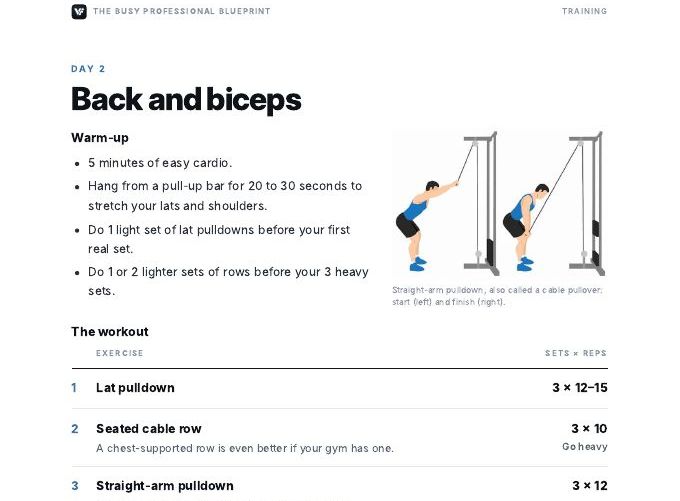 VF THE BUSY PROFESSIONAL BLUEPRINT
TRAINING
DAY 2
Back and biceps
Warm-up
• 5 minutes of easy cardio.
• Hang from a pull-up bar for 20 to 30 seconds to
stretch your lats and shoulders.
• Do 1 light set of lat pulldowns before your first
real set.
• Do 1 or 2 lighter sets of rows before your 3 heavy
sets.
Straight-arm pulldown, also called a cable pullover:
start (left) and finish (right).
The workout
EXERCISE SETS × REPS
1 Lat pulldown 3 × 12–15
2 Seated cable row 3 × 10
A chest-supported row is even better if your gym has one. Go heavy
3 Straight-arm pulldown 3 × 12